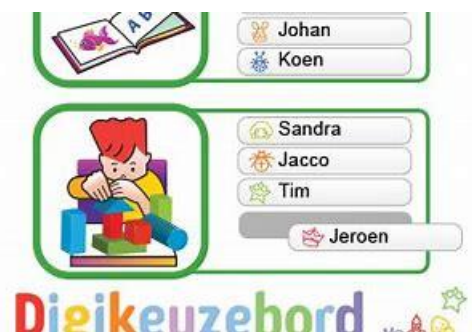 A b
Johan
Koen
Sandra
Jacco
Tim
Jeroen
Digikeuzebord